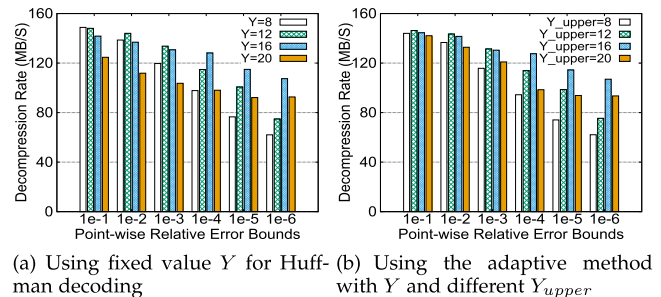 Decompression Rate (MB/S)
160
120
80
40
0
Y=8
Y=12
Y=16
Y=20
1e-1 1e-2 1e-3 1e-4 1e-5 1e-6
Point-wise Relative Error Bounds
(a) Using fixed value Y for Huff-
man decoding
Decompression Rate (MB/S)
160
120
80
40
0
Y_upper=8
Y_upper=12
Y_upper=16
Y_upper=20
1e-1 1e-2 1e-3 1e-4 1e-5 1e-6
Point-wise Relative Error Bounds
(b) Using the adaptive method
with Y and different Yupper